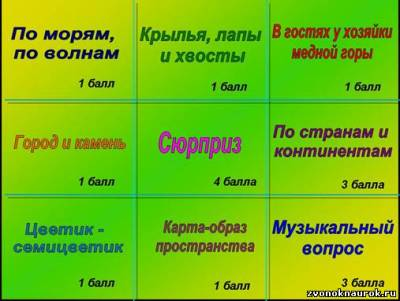 По морям,
по волнам
1 балл
Крылья, лапы
и хвосты
1 балл
В гостях у хозяйки
медной горы
1 балл
Город и камень
1 балл
Сюрприз
4 балла
По странам и
континентам
3 балла
Цветик -
семицветик
1 балл
Карта-образ
пространства
1 балл
Музыкальный
вопрос
3 балла
zvonoknaurok.ru